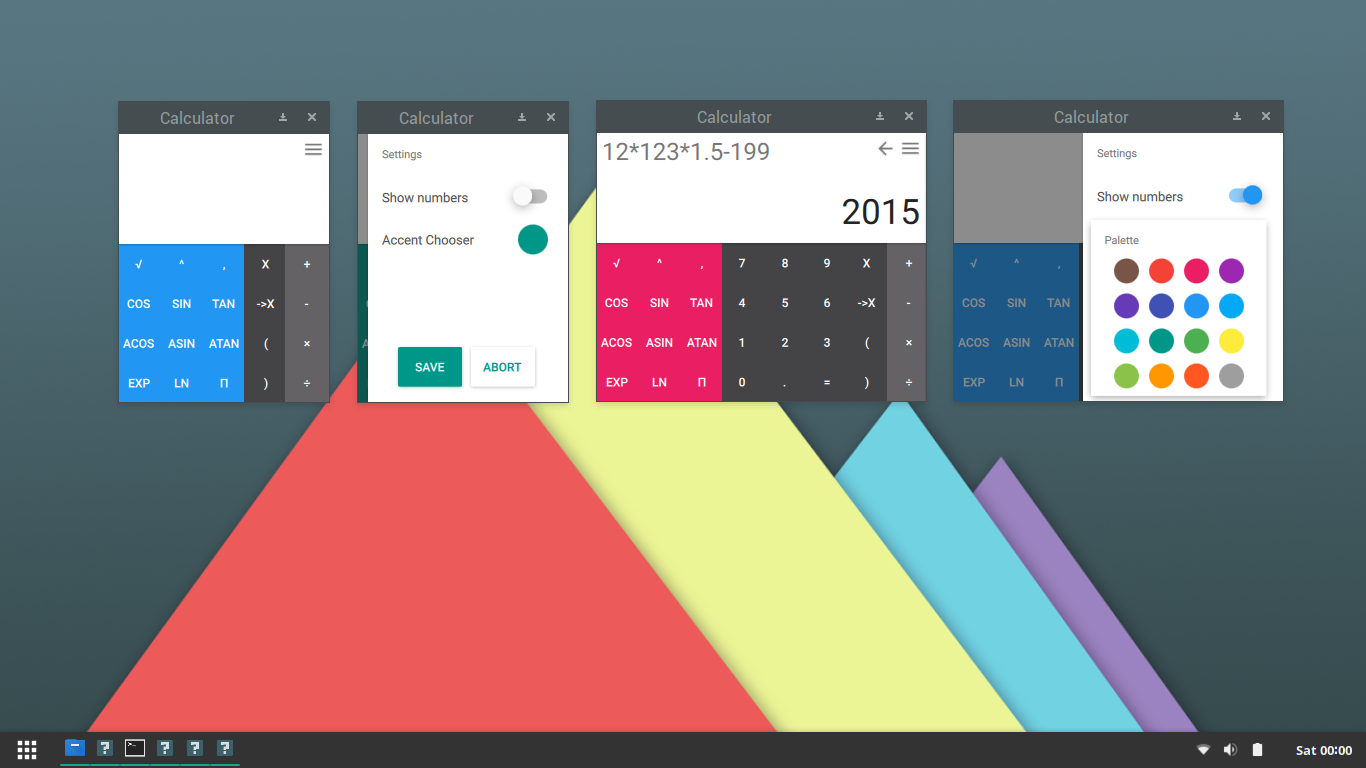 Calculator
√ ^ , X +
COS SIN TAN ->X -
ACOS ASIN ATAN ( ×
EXP LN Π ) ÷
Calculator
Settings
Show numbers
Accent Chooser
A
SAVE ABORT
Calculator
12*123*1.5-199
2015
√ ^ , 7 8 9 X +
COS SIN TAN 4 5 6 ->X -
ACOS ASIN ATAN 1 2 3 ( ×
EXP LN Π 0 . = ) ÷
Calculator
Settings
Show numbers
Palette
√ ^ ,
COS SIN TAN
ACOS ASIN ATAN
EXP LN Π
? >_ ? ? ?
Sat 00:00